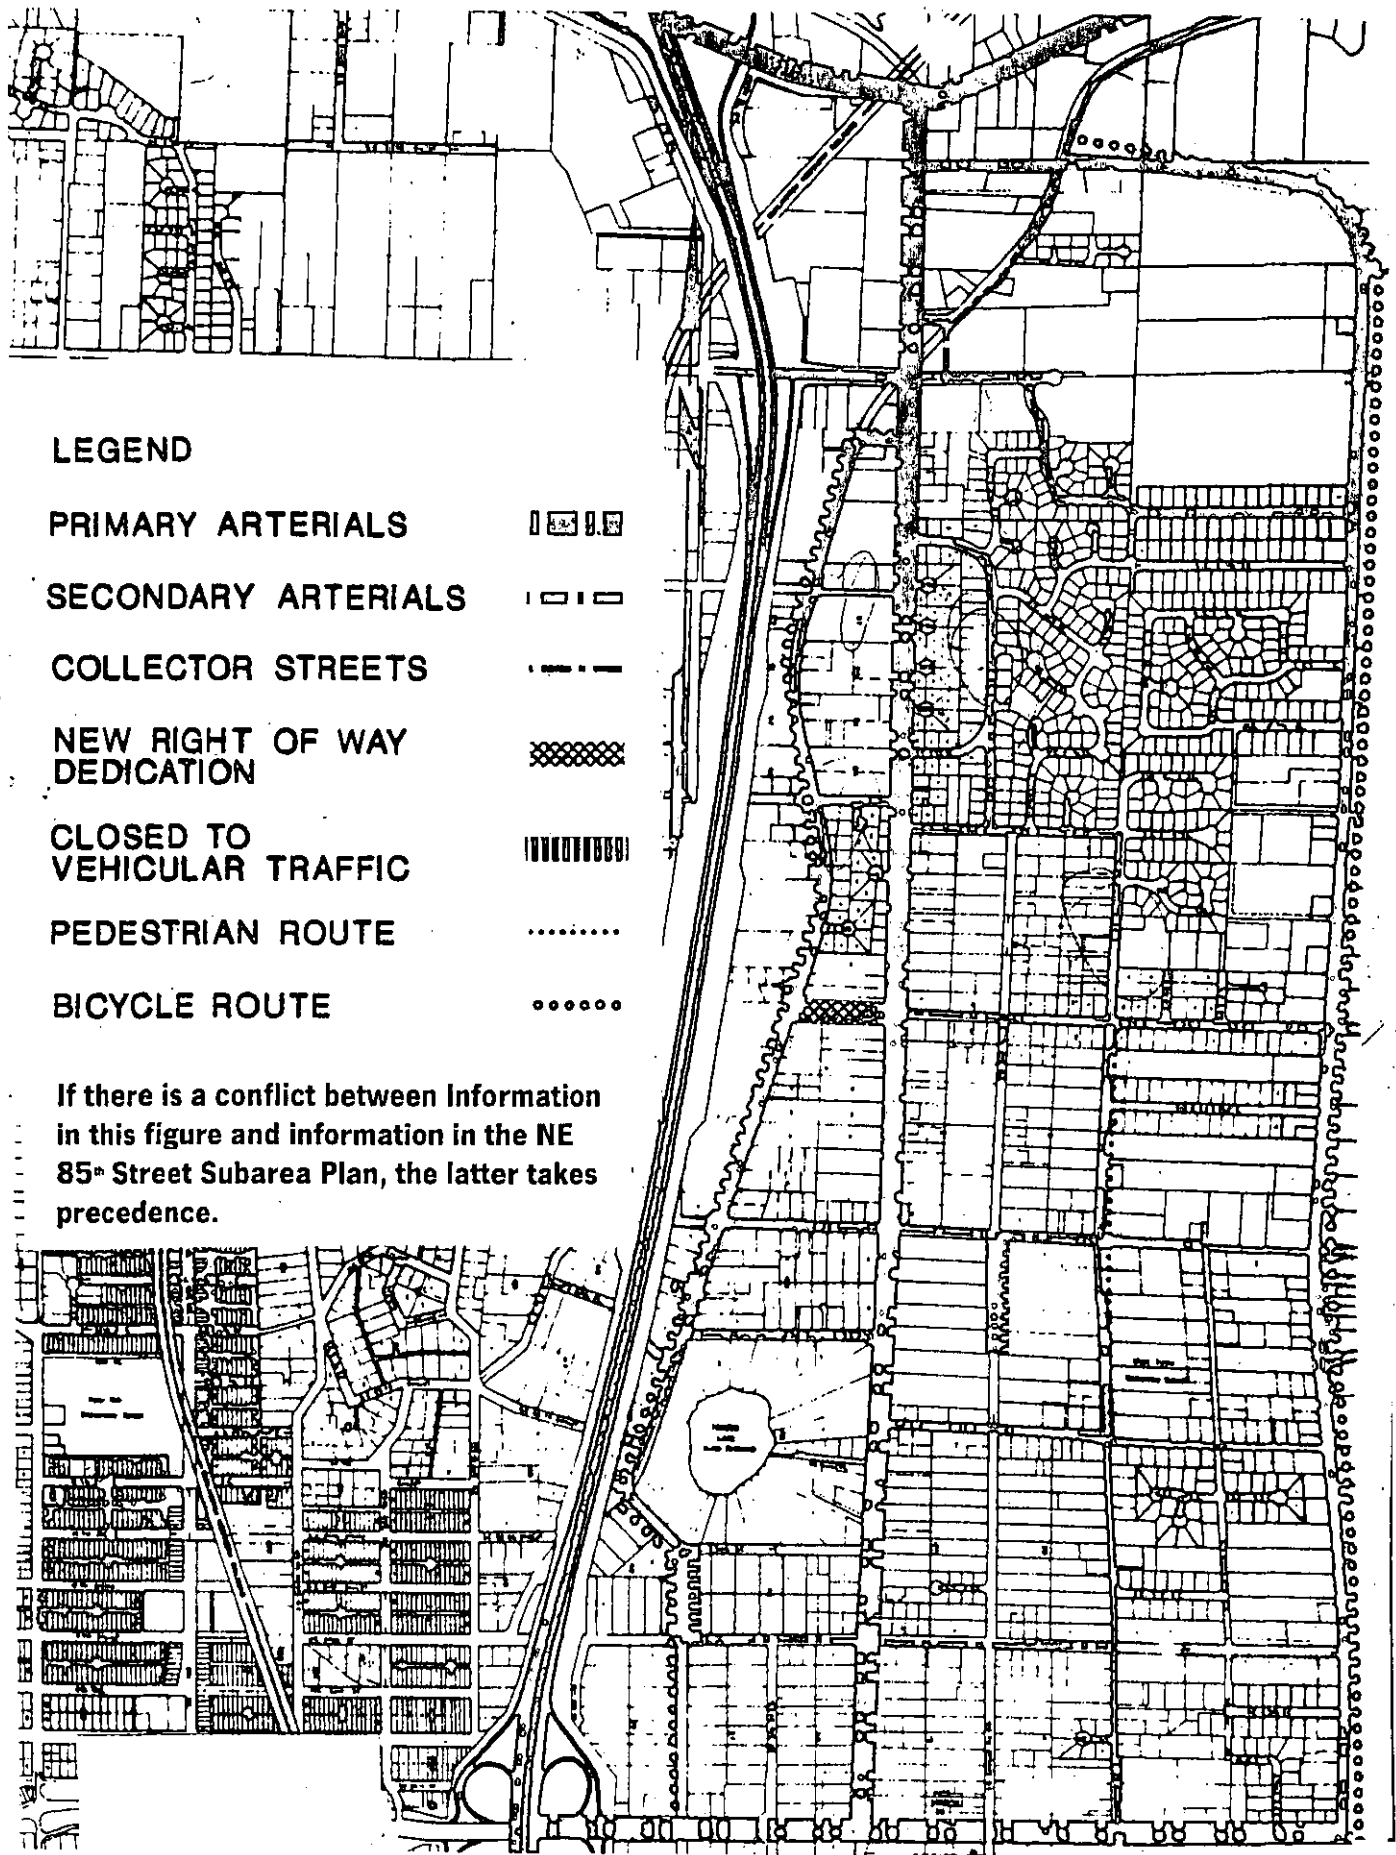 LEGEND
PRIMARY ARTERIALS
SECONDARY ARTERIALS
COLLECTOR STREETS
NEW RIGHT OF WAY
DEDICATION
CLOSED TO
VEHICULAR TRAFFIC
PEDESTRIAN ROUTE
BICYCLE ROUTE
If there is a conflict between Information
in this figure and information in the NE
85th Street Subarea Plan, the latter takes
precedence.